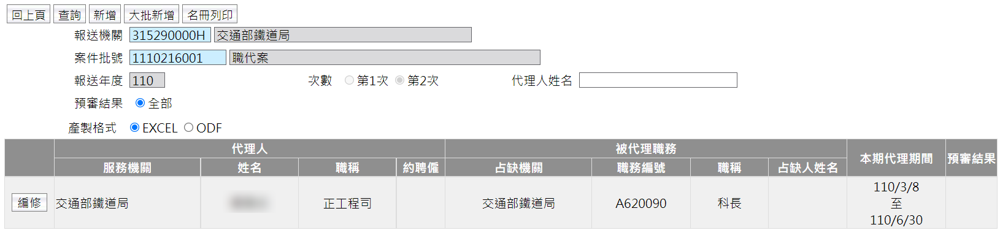 回上頁 查詢 新增 大批新增 名冊列印
報送機關 315290000H 交通部鐵道局
案件批號 1110216001 職代案
報送年度 110 次數 第1次 第2次 代理人姓名
預審結果 全部
產製格式 EXCEL ODF
代理人 被代理職務 本期代理期間 預審結果
服務機關 姓名 職稱 約聘僱 占缺機關 職務編號 職稱 占缺人姓名
編修 交通部鐵道局 正工程司 交通部鐵道局 A620090 科長 110/3/8
至
110/6/30